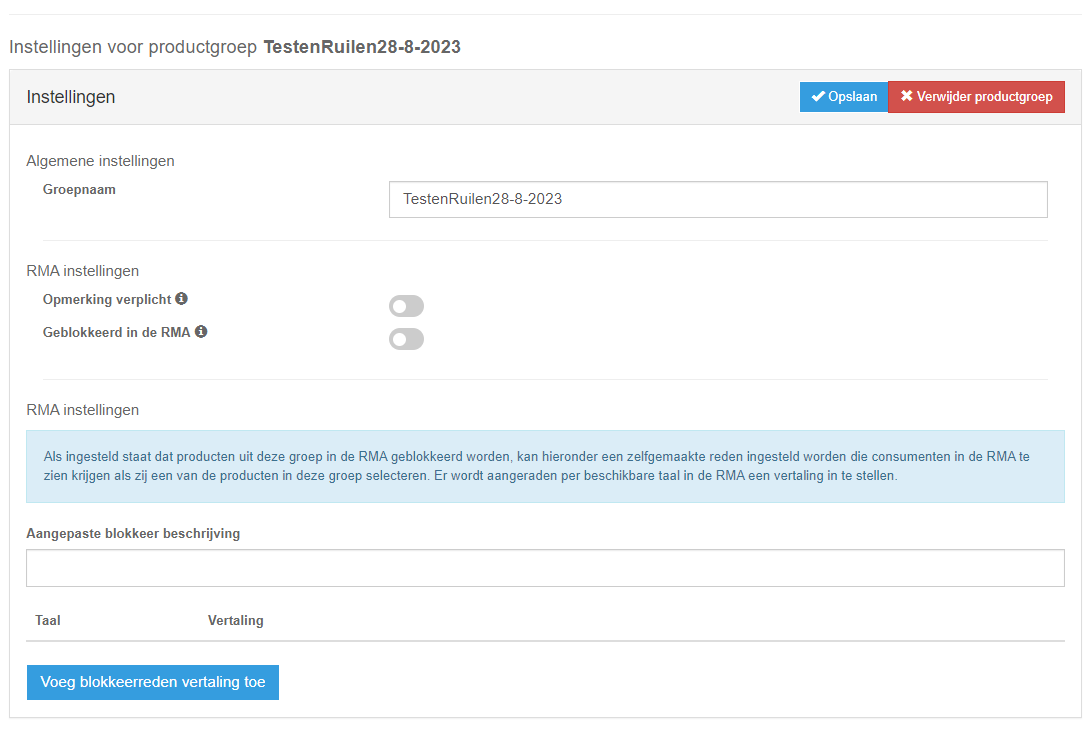 Instellingen voor productgroep TestenRuilen28-8-2023
Instellingen
Opslaan
Verwijder productgroep
Algemene instellingen
Groepnaam
TestenRuilen28-8-2023
RMA instellingen
Opmerking verplicht
Geblokkeerd in de RMA
RMA instellingen
Als ingesteld staat dat producten uit deze groep in de RMA geblokkeerd worden, kan hieronder een zelfgemaakte reden ingesteld worden die consumenten in de RMA te
zien krijgen als zij een van de producten in deze groep selecteren. Er wordt aangeraden per beschikbare taal in de RMA een vertaling in te stellen.
Aangepaste blokkeer beschrijving
Taal
Vertaling
Voeg blokkeerreden vertaling toe